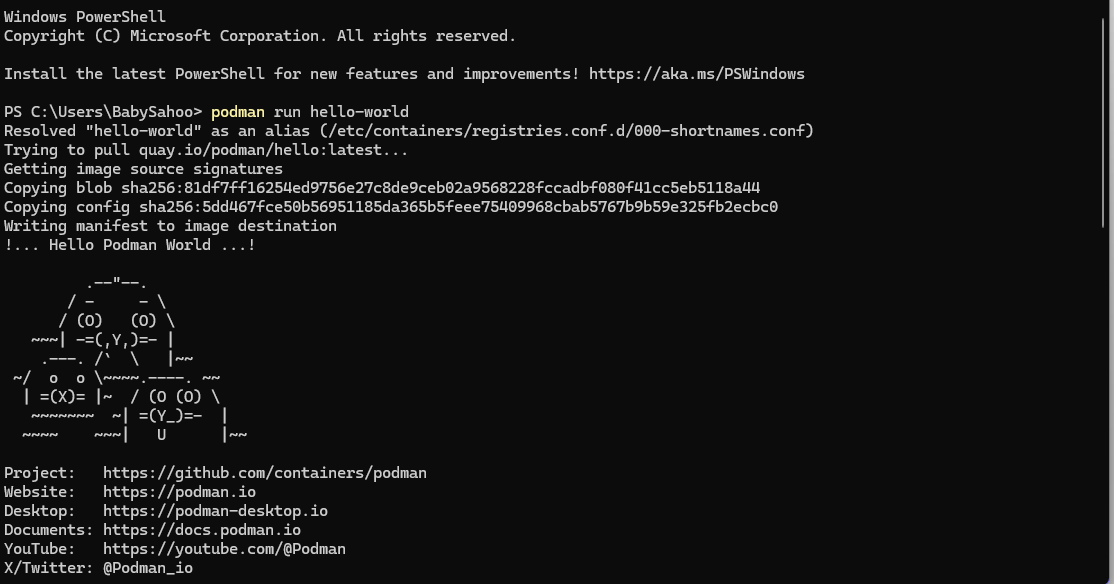 Windows PowerShell
Copyright (C) Microsoft Corporation. All rights reserved.

Install the latest PowerShell for new features and improvements! https://aka.ms/PSWindows

PS C:\Users\BabySahoo> podman run hello-world
Resolved "hello-world" as an alias (/etc/containers/registries.conf.d/000-shortnames.conf)
Trying to pull quay.io/podman/hello:latest...
Getting image source signatures
Copying blob sha256:81df7ff16254ed9756e27c8de9ceb02a9568228fccadbf080f41cc5eb5118a44
Copying config sha256:5dd467fce50b56951185da365b5feee75409968cbab5767b9b59e325fb2ecbc0
Writing manifest to image destination
!... Hello Podman World ...!

         .--"--.
       / -     - \
      / (O)   (O) \
   ~~~| -=(,Y,)=- |
    .---. /`  \   |~~
 ~/  o  o \~~~~.----. ~~
  | =(X)= |~  / (O (O) \
   ~~~~~~~  ~| =(Y_)=-  |
  ~~~~    ~~~|   U      |~~

Project:   https://github.com/containers/podman
Website:   https://podman.io
Desktop:   https://podman-desktop.io
Documents: https://docs.podman.io
YouTube:   https://youtube.com/@Podman
X/Twitter: @Podman_io